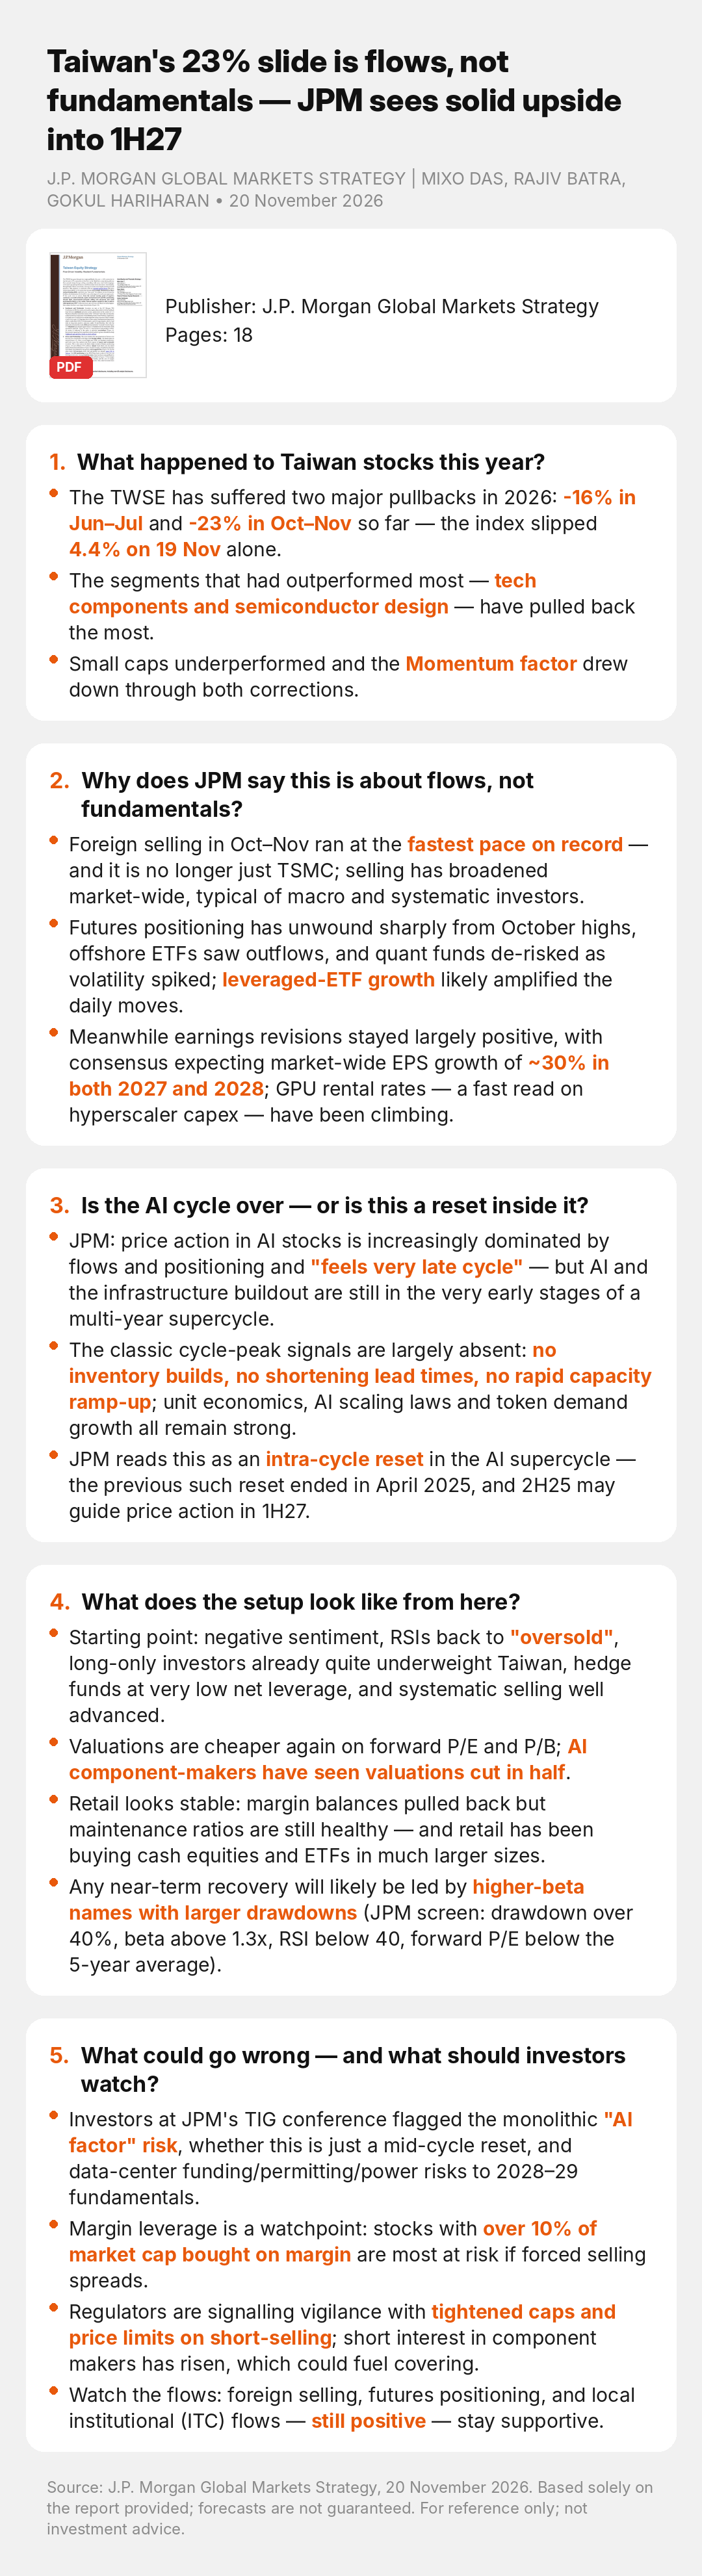 Taiwan's 23% slide is flows, not
fundamentals — JPM sees solid upside
into 1H27
J.P. MORGAN GLOBAL MARKETS STRATEGY | MIXO DAS, RAJIV BATRA,
GOKUL HARIHARAN • 20 November 2026
J.P.Morgan
Taiwan Equity Strategy
PDF
Publisher: J.P. Morgan Global Markets Strategy
Pages: 18
1. What happened to Taiwan stocks this year?
• The TWSE has suffered two major pullbacks in 2026: -16% in
Jun–Jul and -23% in Oct–Nov so far — the index slipped
4.4% on 19 Nov alone.
• The segments that had outperformed most — tech
components and semiconductor design — have pulled back
the most.
• Small caps underperformed and the Momentum factor drew
down through both corrections.
2. Why does JPM say this is about flows, not
fundamentals?
• Foreign selling in Oct–Nov ran at the fastest pace on record —
and it is no longer just TSMC; selling has broadened
market-wide, typical of macro and systematic investors.
• Futures positioning has unwound sharply from October highs,
offshore ETFs saw outflows, and quant funds de-risked as
volatility spiked; leveraged-ETF growth likely amplified the
daily moves.
• Meanwhile earnings revisions stayed largely positive, with
consensus expecting market-wide EPS growth of ~30% in
both 2027 and 2028; GPU rental rates — a fast read on
hyperscaler capex — have been climbing.
3. Is the AI cycle over — or is this a reset inside it?
• JPM: price action in AI stocks is increasingly dominated by
flows and positioning and "feels very late cycle" — but AI and
the infrastructure buildout are still in the very early stages of a
multi-year supercycle.
• The classic cycle-peak signals are largely absent: no
inventory builds, no shortening lead times, no rapid capacity
ramp-up; unit economics, AI scaling laws and token demand
growth all remain strong.
• JPM reads this as an intra-cycle reset in the AI supercycle —
the previous such reset ended in April 2025, and 2H25 may
guide price action in 1H27.
4. What does the setup look like from here?
• Starting point: negative sentiment, RSIs back to "oversold",
long-only investors already quite underweight Taiwan, hedge
funds at very low net leverage, and systematic selling well
advanced.
• Valuations are cheaper again on forward P/E and P/B; AI
component-makers have seen valuations cut in half.
• Retail looks stable: margin balances pulled back but
maintenance ratios are still healthy — and retail has been
buying cash equities and ETFs in much larger sizes.
• Any near-term recovery will likely be led by higher-beta
names with larger drawdowns (JPM screen: drawdown over
40%, beta above 1.3x, RSI below 40, forward P/E below the
5-year average).
5. What could go wrong — and what should investors
watch?
• Investors at JPM's TIG conference flagged the monolithic "AI
factor" risk, whether this is just a mid-cycle reset, and
data-center funding/permitting/power risks to 2028–29
fundamentals.
• Margin leverage is a watchpoint: stocks with over 10% of
market cap bought on margin are most at risk if forced selling
spreads.
• Regulators are signalling vigilance with tightened caps and
price limits on short-selling; short interest in component
makers has risen, which could fuel covering.
• Watch the flows: foreign selling, futures positioning, and local
institutional (ITC) flows — still positive — stay supportive.
Source: J.P. Morgan Global Markets Strategy, 20 November 2026. Based solely on
the report provided; forecasts are not guaranteed. For reference only; not
investment advice.